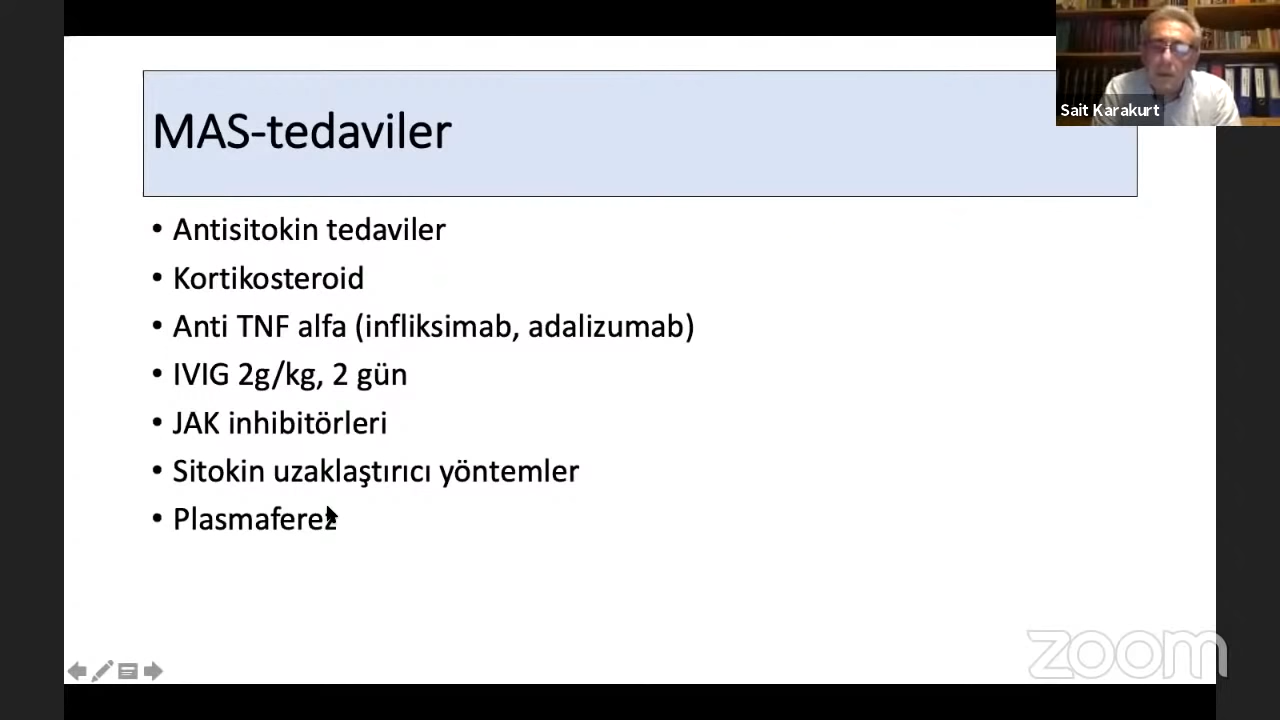 Sait Karakurt
MAS-tedaviler
• Antisitokin tedaviler
• Kortikosteroid
• Anti TNF alfa (infliksimab, adalizumab)
• IVIG 2g/kg, 2 gün
• JAK inhibitörleri
• Sitokin uzaklaştırıcı yöntemler
• Plasmaferez
zoom